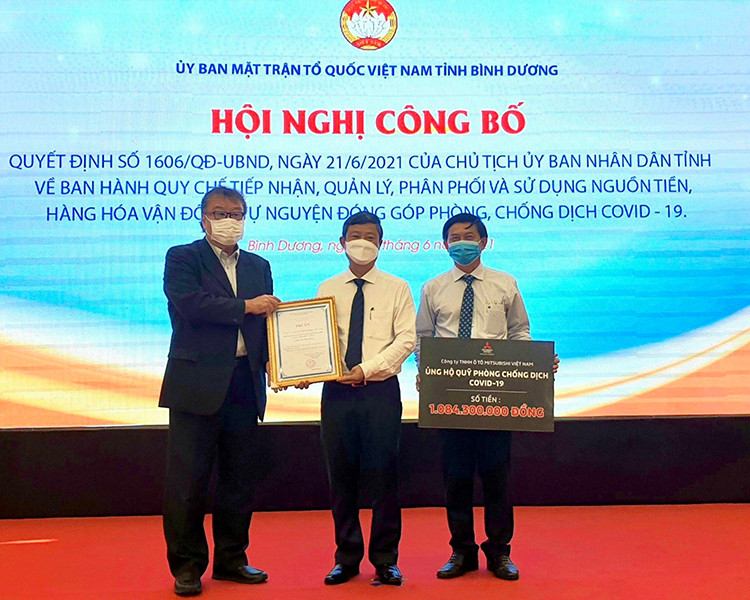 ỦY BAN MẶT TRẬN TỔ QUỐC VIỆT NAM TỈNH BÌNH DƯƠNG
HỘI NGHỊ CÔNG BỐ
QUYẾT ĐỊNH SỐ 1606/QĐ-UBND, NGÀY 21/6/2021 CỦA CHỦ TỊCH ỦY BAN NHÂN DÂN TỈNH
VỀ BAN HÀNH QUY CHẾ TIẾP NHẬN, QUẢN LÝ, PHÂN PHỐI VÀ SỬ DỤNG NGUỒN TIỀN,
HÀNG HÓA VẬN ĐỘ Ự NGUYỆN ĐÓNG GÓP PHÒNG, CHỐNG DỊCH COVID - 19.
Bình Dương, ngày tháng 6 1
Công ty TNHH Ô TÔ MITSUBISHI VIỆT NAM
ỦNG HỘ QUỸ PHÒNG CHỐNG DỊCH
COVID-19
SỐ TIỀN :
1.084.300.000 ĐỒNG